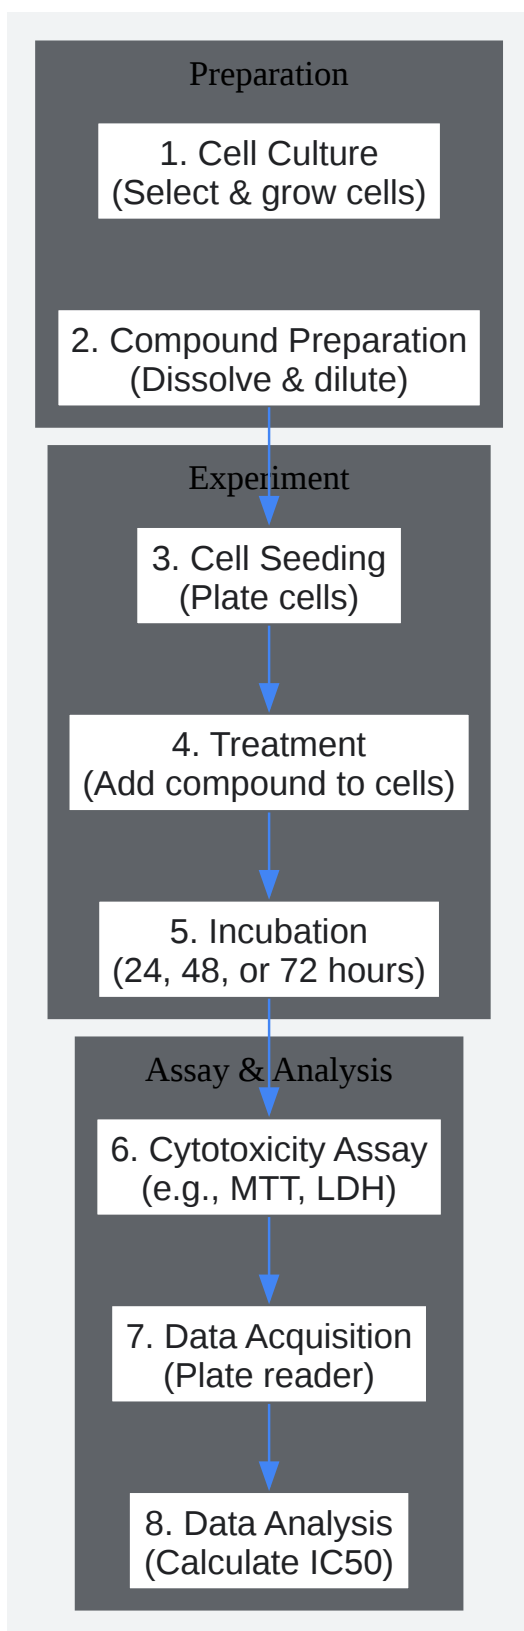 Preparation
1. Cell Culture
(Select & grow cells)
2. Compound Preparation
(Dissolve & dilute)
Experiment
3. Cell Seeding
(Plate cells)
4. Treatment
(Add compound to cells)
5. Incubation
(24, 48, or 72 hours)
Assay & Analysis
6. Cytotoxicity Assay
(e.g., MTT, LDH)
7. Data Acquisition
(Plate reader)
8. Data Analysis
(Calculate IC50)